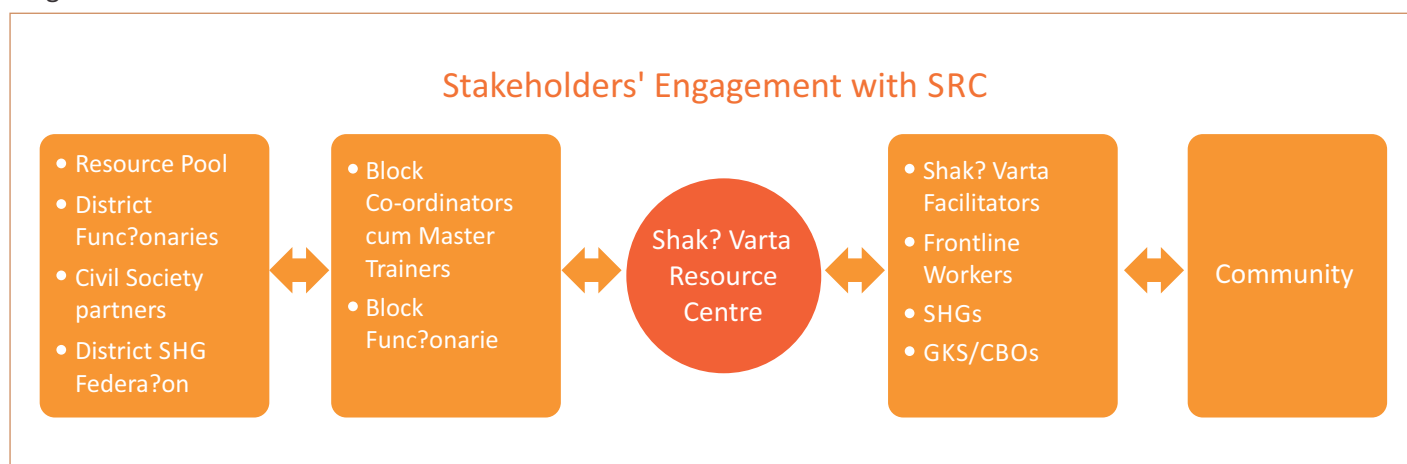 Stakeholders' Engagement with SRC
• Resource Pool
• District
Func?onaries
• Civil Society
partners
• District SHG
Federa?on
• Block
Co-ordinators
cum Master
Trainers
• Block
Func?onarie
Shak? Varta
Resource
Centre
• Shak? Varta
Facilitators
• Frontline
Workers
• SHGs
• GKS/CBOs
Community